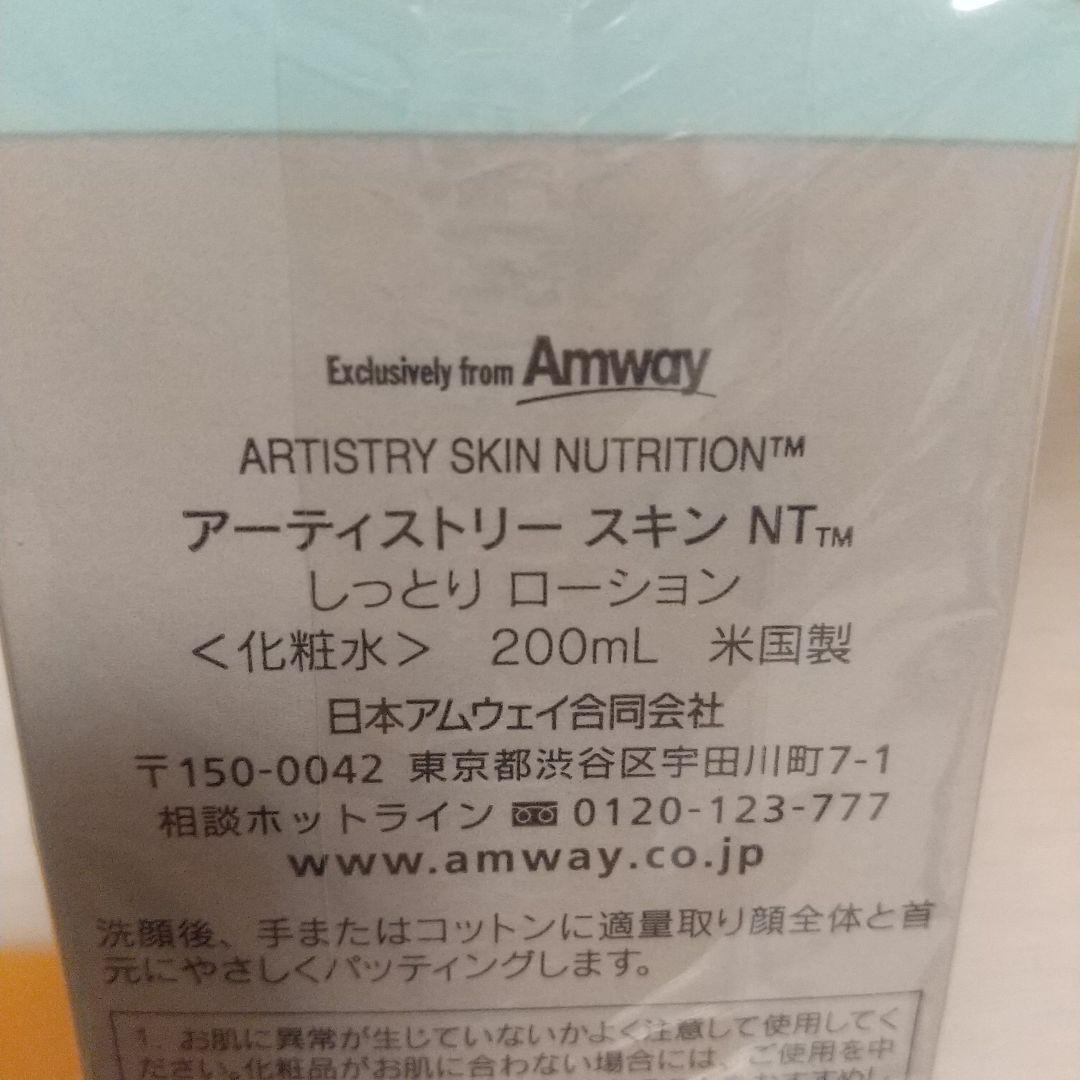 Exclusively from Amway
ARTISTRY SKIN NUTRITION™
アーティストリー スキン NT™
しっとり ローション
＜化粧水＞ 200mL 米国製
日本アムウェイ合同会社
〒150-0042 東京都渋谷区宇田川町7-1
相談ホットライン 0120-123-777
www.amway.co.jp
洗顔後、手またはコットンに適量取り顔全体と首
元にやさしくパッティングします。
1. お肌に異常が生じていないかよく注意して使用してく
ださい。化粧品がお肌に合わない場合には、ご使用を中